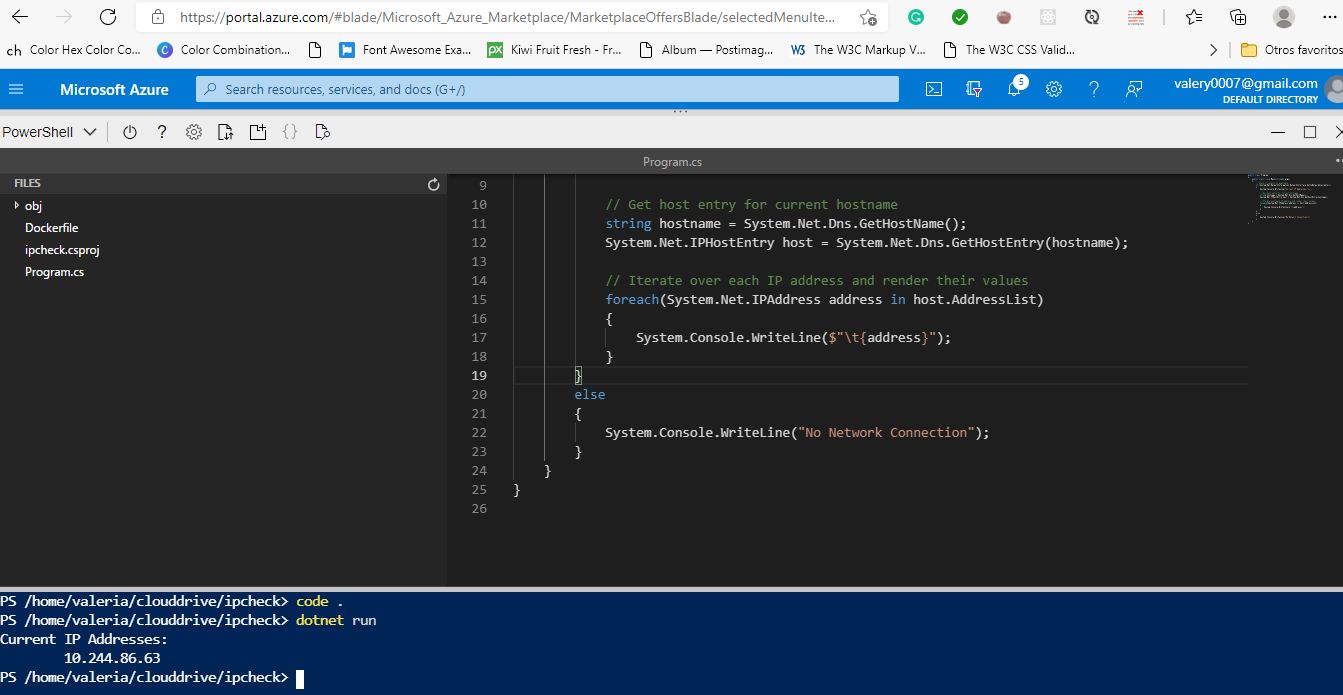 https://portal.azure.com/#blade/Microsoft_Azure_Marketplace/MarketplaceOffersBlade/selectedMenuIte...
ch Color Hex Color Co... Color Combination... Font Awesome Exa... Kiwi Fruit Fresh - Fr... Album — Postimag... The W3C Markup V... The W3C CSS Valid... Otros favoritos
Microsoft Azure
Search resources, services, and docs (G+/)
5
valery0007@gmail.com
DEFAULT DIRECTORY
PowerShell
Program.cs
FILES
obj
Dockerfile
ipcheck.csproj
Program.cs
9
10 // Get host entry for current hostname
11 string hostname = System.Net.Dns.GetHostName();
12 System.Net.IPHostEntry host = System.Net.Dns.GetHostEntry(hostname);
13
14 // Iterate over each IP address and render their values
15 foreach(System.Net.IPAddress address in host.AddressList)
16 {
17 System.Console.WriteLine($"\t{address}");
18 }
19 }
20 else
21 {
22 System.Console.WriteLine("No Network Connection");
23 }
24 }
25 }
26
PS /home/valeria/clouddrive/ipcheck> code .
PS /home/valeria/clouddrive/ipcheck> dotnet run
Current IP Addresses:
10.244.86.63
PS /home/valeria/clouddrive/ipcheck>